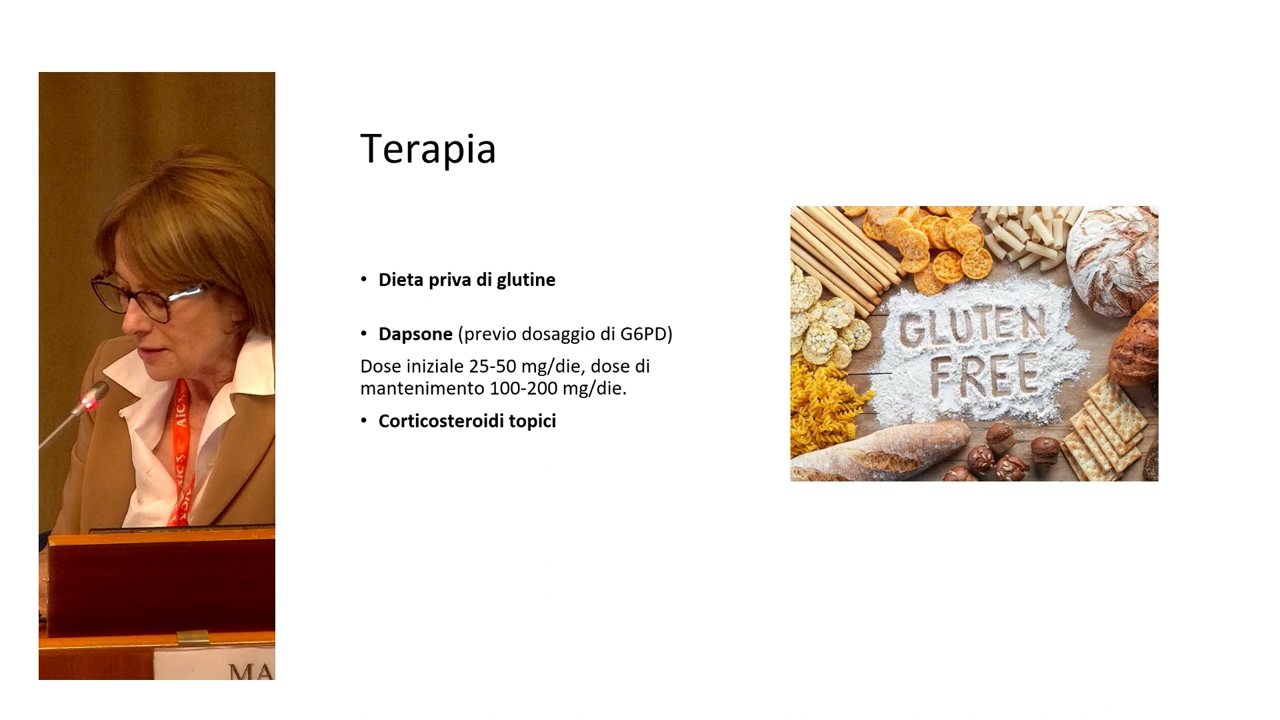 Terapia
• Dieta priva di glutine
• Dapsone (previo dosaggio di G6PD)
Dose iniziale 25-50 mg/die, dose di
mantenimento 100-200 mg/die.
• Corticosteroidi topici
GLUTEN
FREE
MA